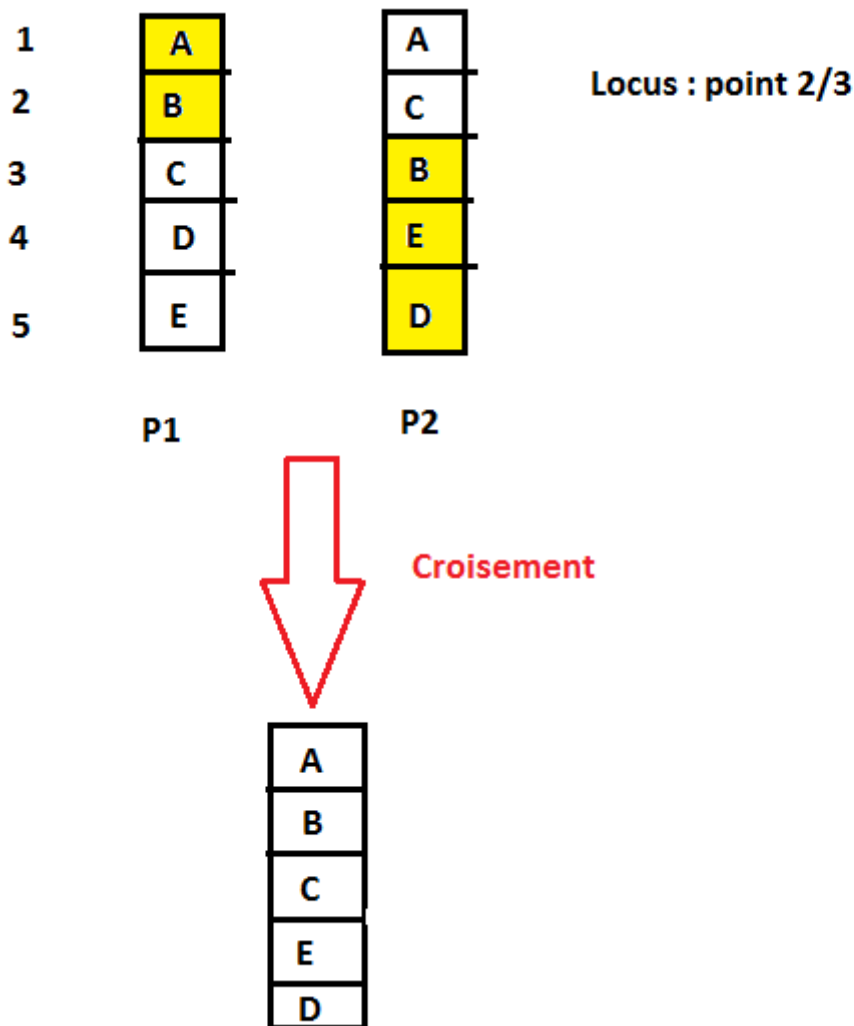 1 A A
Locus : point 2/3
2 B C
3 C B
4 D E
5 E D
P1 P2
Croisement
A
B
C
E
D